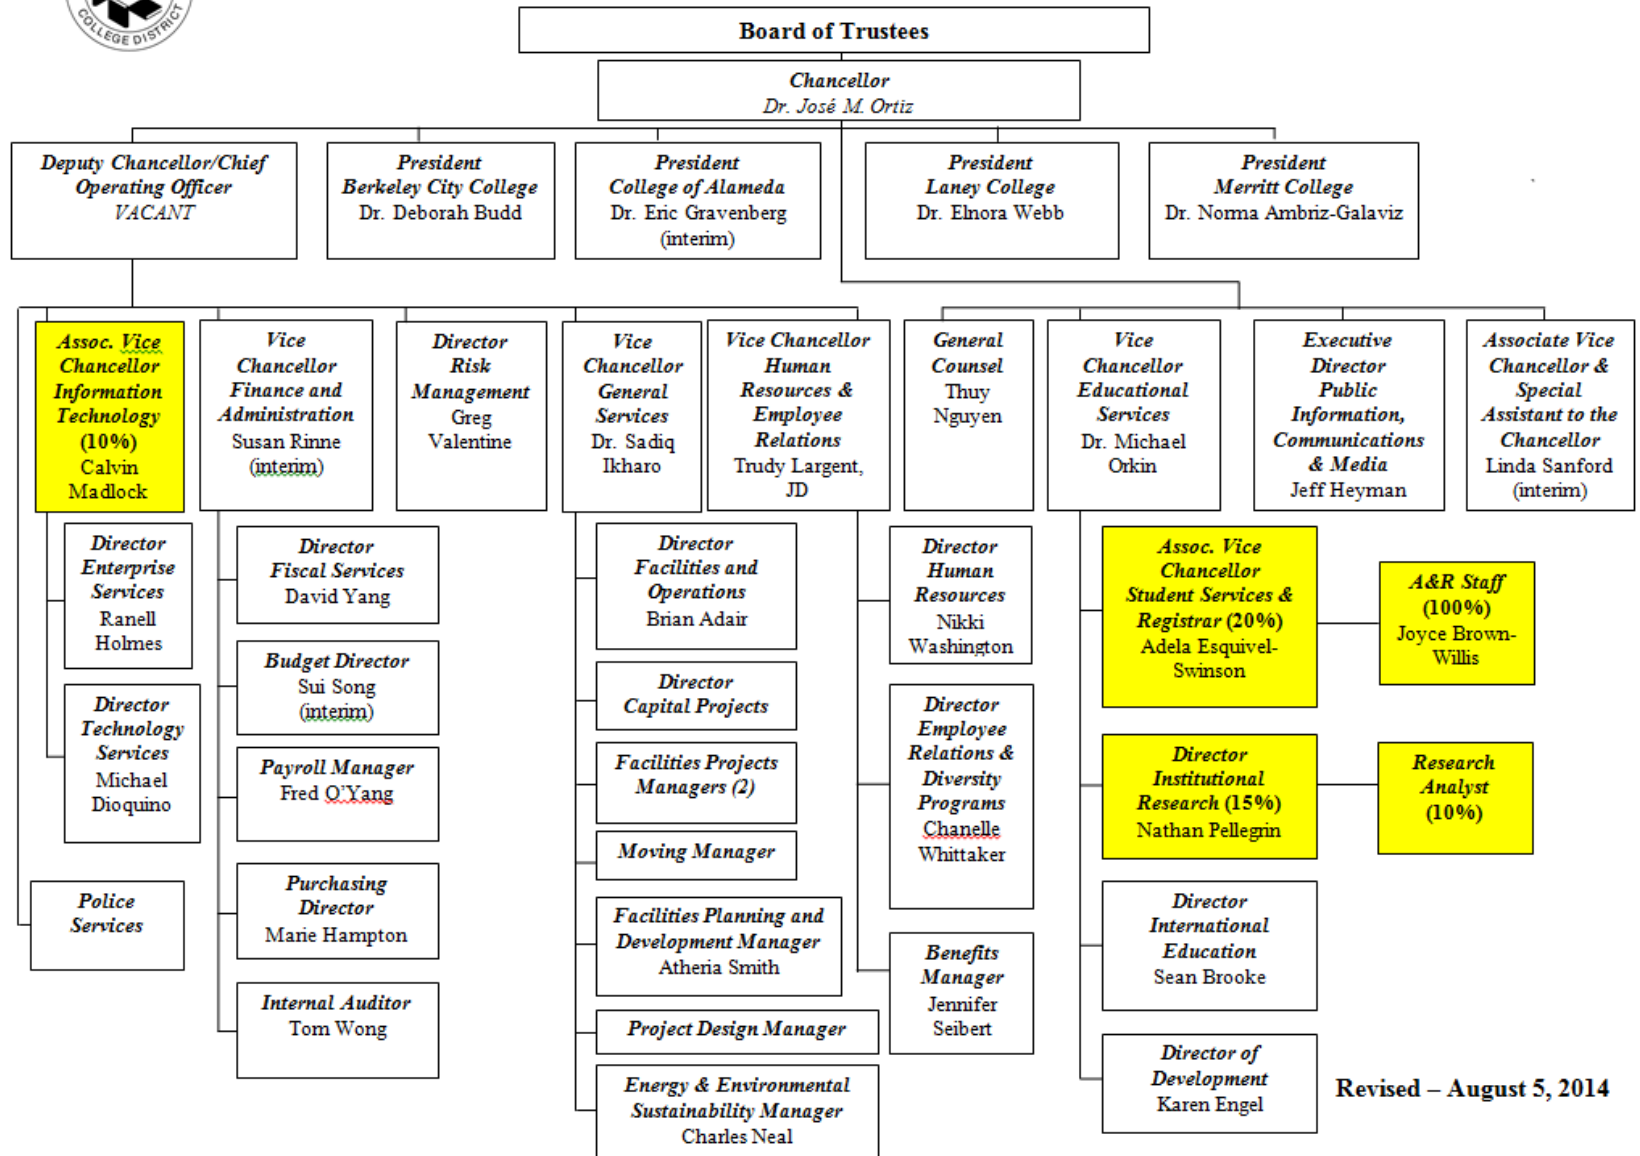 COLLEGE DISTRICT
Board of Trustees
Chancellor
Dr. José M. Ortiz
Deputy Chancellor/Chief
Operating Officer
VACANT
President
Berkeley City College
Dr. Deborah Budd
President
College of Alameda
Dr. Eric Gravenberg
(interim)
President
Laney College
Dr. Elnora Webb
President
Merritt College
Dr. Norma Ambriz-Galaviz
Assoc. Vice
Chancellor
Information
Technology
(10%)
Calvin
Madlock
Vice
Chancellor
Finance and
Administration
Susan Rinne
(interim)
Director
Risk
Management
Greg
Valentine
Vice
Chancellor
General
Services
Dr. Sadiq
Ikharo
Vice Chancellor
Human
Resources &
Employee
Relations
Trudy Largent,
JD
General
Counsel
Thuy
Nguyen
Vice
Chancellor
Educational
Services
Dr. Michael
Orkin
Executive
Director
Public
Information,
Communications
& Media
Jeff Heyman
Associate Vice
Chancellor &
Special
Assistant to the
Chancellor
Linda Sanford
(interim)
Director
Enterprise
Services
Ranell
Holmes
Director
Technology
Services
Michael
Dioquino
Police
Services
Director
Fiscal Services
David Yang
Budget Director
Sui Song
(interim)
Payroll Manager
Fred O'Yang
Purchasing
Director
Marie Hampton
Internal Auditor
Tom Wong
Director
Facilities and
Operations
Brian Adair
Director
Capital Projects
Facilities Projects
Managers (2)
Moving Manager
Facilities Planning and
Development Manager
Atheria Smith
Project Design Manager
Energy & Environmental
Sustainability Manager
Charles Neal
Director
Human
Resources
Nikki
Washington
Director
Employee
Relations &
Diversity
Programs
Chanelle
Whittaker
Benefits
Manager
Jennifer
Seibert
Assoc. Vice
Chancellor
Student Services &
Registrar (20%)
Adela Esquivel-
Swinson
A&R Staff
(100%)
Joyce Brown-
Willis
Director
Institutional
Research (15%)
Nathan Pellegrin
Research
Analyst
(10%)
Director
International
Education
Sean Brooke
Director of
Development
Karen Engel
Revised – August 5, 2014